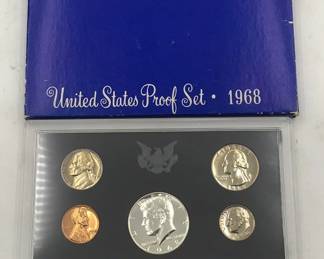 United States Proof Set · 1968